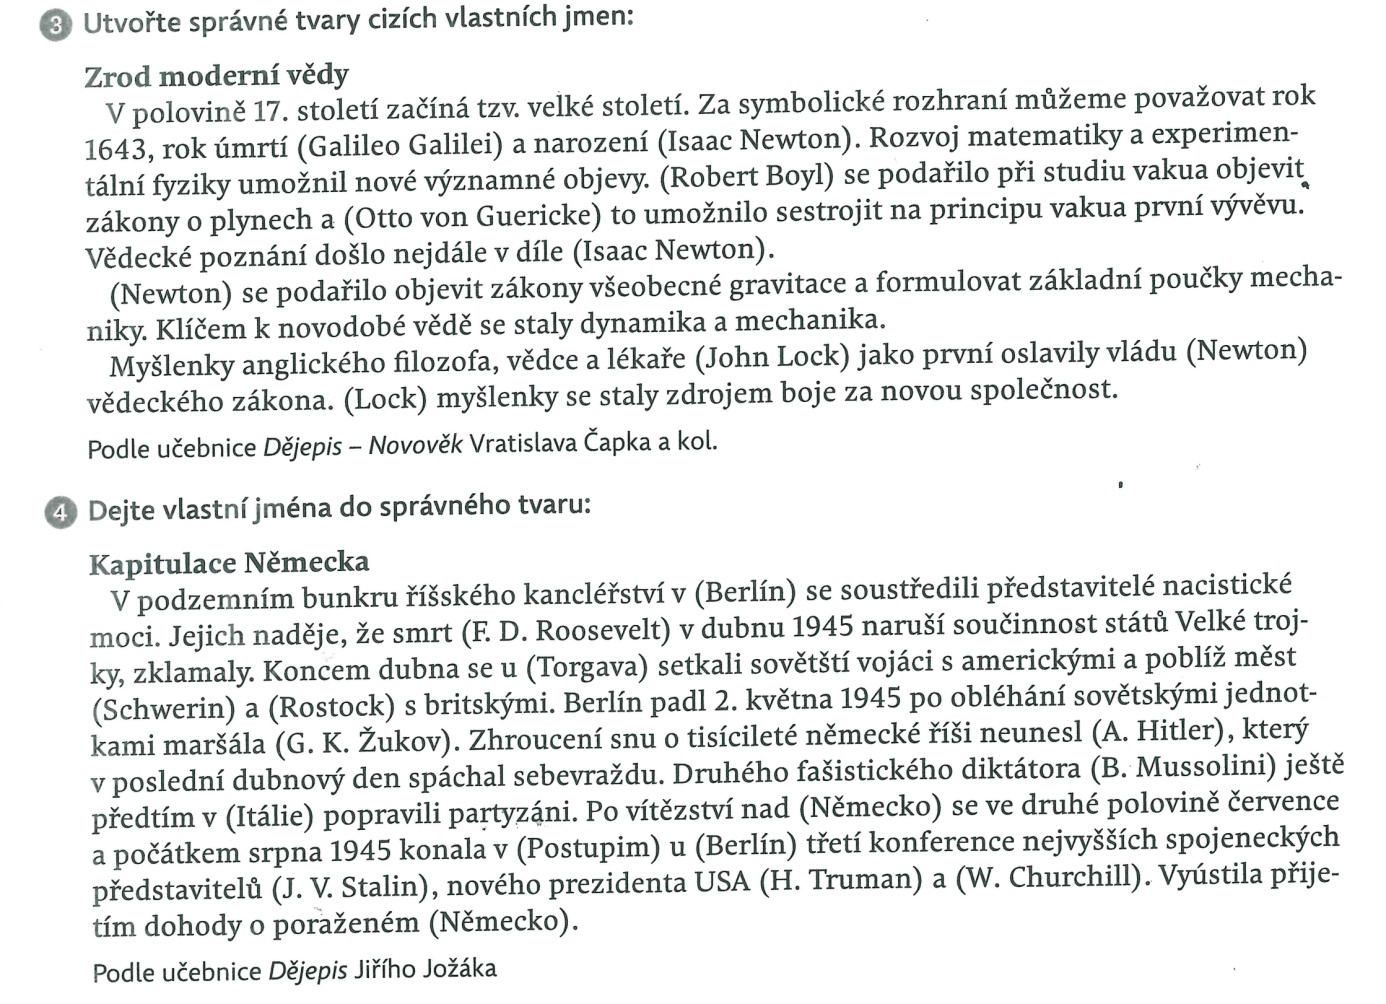 3 Utvořte správné tvary cizích vlastních jmen:
Zrod moderní vědy
V polovině 17. století začíná tzv. velké století. Za symbolické rozhraní můžeme považovat rok
1643, rok úmrtí (Galileo Galilei) a narození (Isaac Newton). Rozvoj matematiky a experimen-
tální fyziky umožnil nové významné objevy. (Robert Boyl) se podařilo při studiu vakua objevit
zákony o plynech a (Otto von Guericke) to umožnilo sestrojit na principu vakua první vývěvu.
Vědecké poznání došlo nejdále v díle (Isaac Newton).
(Newton) se podařilo objevit zákony všeobecné gravitace a formulovat základní poučky mecha-
niky. Klíčem k novodobé vědě se staly dynamika a mechanika.
Myšlenky anglického filozofa, vědce a lékaře (John Lock) jako první oslavily vládu (Newton)
vědeckého zákona. (Lock) myšlenky se staly zdrojem boje za novou společnost.
Podle učebnice Dějepis – Novověk Vratislava Čapka a kol.
4 Dejte vlastní jména do správného tvaru:
Kapitulace Německa
V podzemním bunkru říšského kancléřství v (Berlín) se soustředili představitelé nacistické
moci. Jejich naděje, že smrt (F. D. Roosevelt) v dubnu 1945 naruší součinnost států Velké troj-
ky, zklamaly. Koncem dubna se u (Torgava) setkali sovětští vojáci s americkými a poblíž měst
(Schwerin) a (Rostock) s britskými. Berlín padl 2. května 1945 po obléhání sovětskými jednot-
kami maršála (G. K. Žukov). Zhroucení snu o tisícileté německé říši neunesl (A. Hitler), který
v poslední dubnový den spáchal sebevraždu. Druhého fašistického diktátora (B. Mussolini) ještě
předtím v (Itálie) popravili partyzáni. Po vítězství nad (Německo) se ve druhé polovině července
a počátkem srpna 1945 konala v (Postupim) u (Berlín) třetí konference nejvyšších spojeneckých
představitelů (J. V. Stalin), nového prezidenta USA (H. Truman) a (W. Churchill). Vyústila přije-
tím dohody o poraženém (Německo).
Podle učebnice Dějepis Jiřího Jožáka